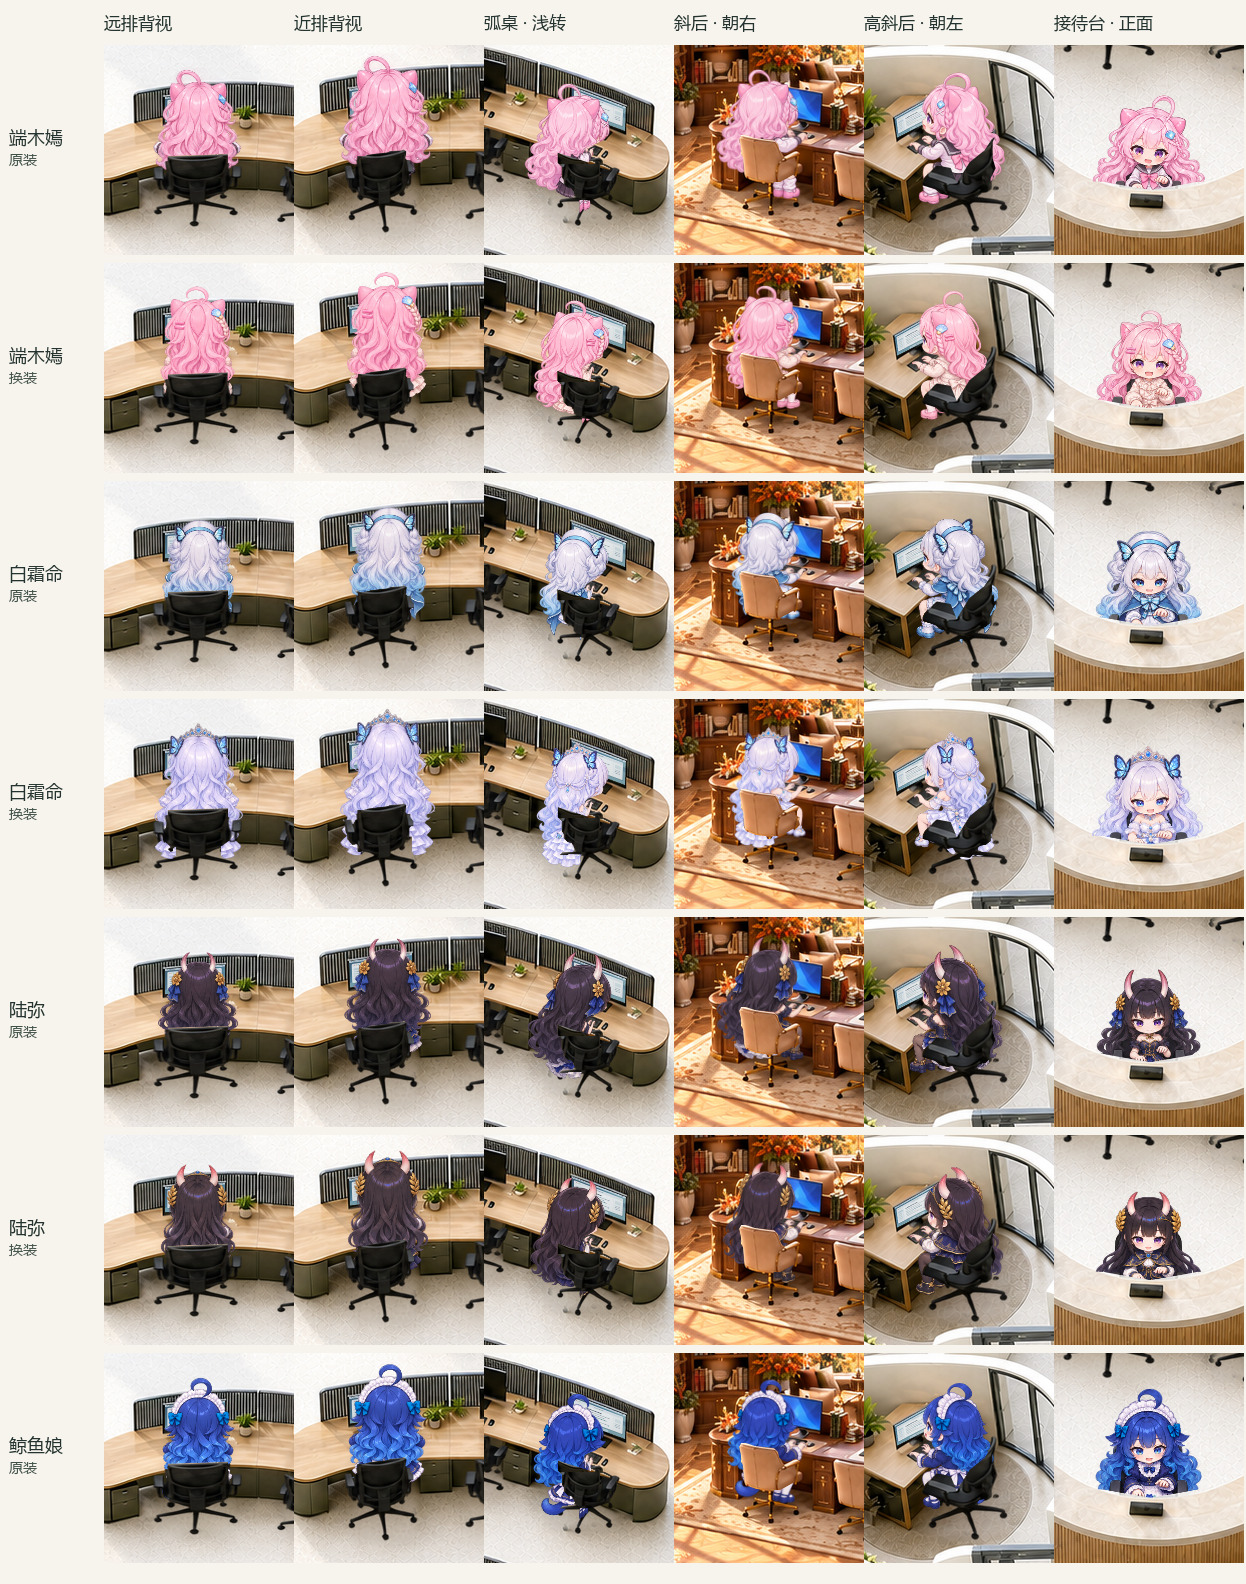 远排背视
近排背视
弧桌 · 浅转
斜后 · 朝右
高斜后 · 朝左
接待台 · 正面
端木嫣
原装
端木嫣
换装
白霜命
原装
白霜命
换装
陆弥
原装
陆弥
换装
鲸鱼娘
原装